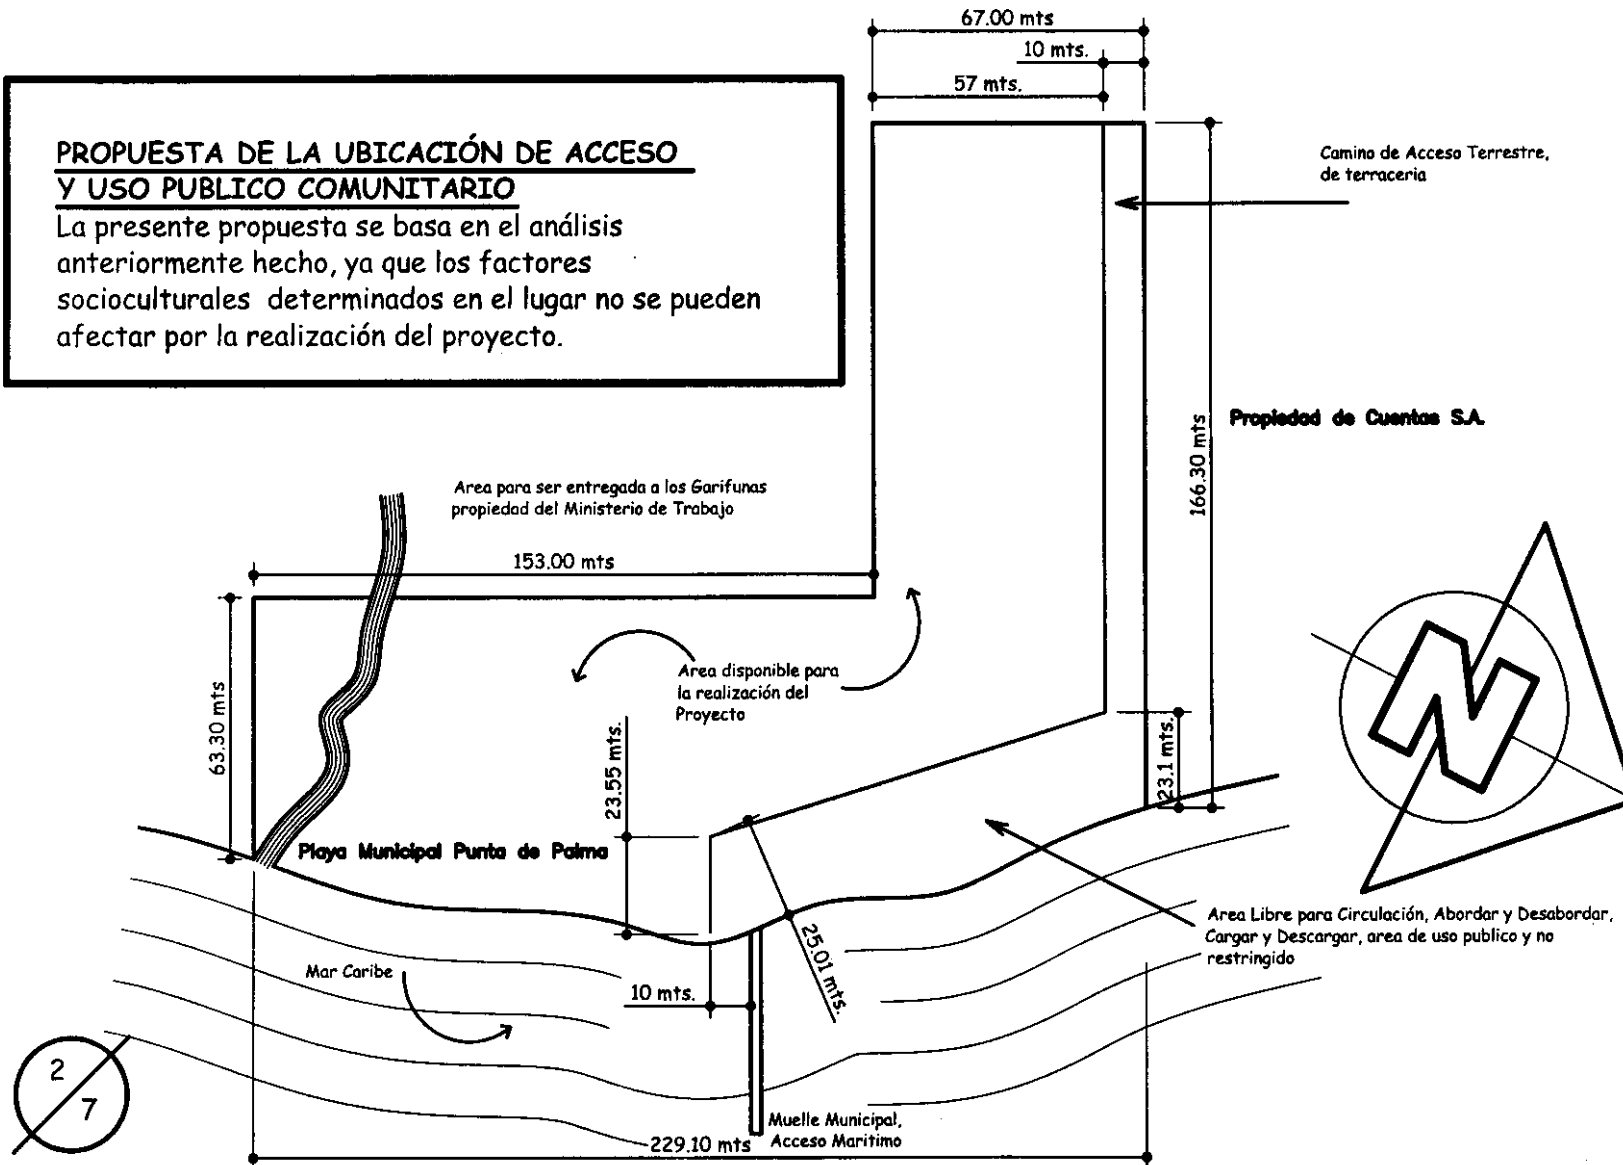 67.00 mts
10 mts.
57 mts.
PROPUESTA DE LA UBICACIÓN DE ACCESO
Y USO PUBLICO COMUNITARIO
La presente propuesta se basa en el análisis
anteriormente hecho, ya que los factores
socioculturales determinados en el lugar no se pueden
afectar por la realización del proyecto.
Camino de Acceso Terrestre,
de terraceria
166.30 mts
Propiedad de Cuentas S.A.
Area para ser entregada a los Garifunas
propiedad del Ministerio de Trabajo
153.00 mts
63.30 mts
Area disponible para
la realización del
Proyecto
N
23.55 mts.
23.1 mts.
Playa Municipal Punta de Palma
25.01 mts.
Area Libre para Circulación, Abordar y Desabordar,
Cargar y Descargar, area de uso publico y no
restringido
Mar Caribe
10 mts.
2
7
Muelle Municipal,
Acceso Maritimo
229.10 mts